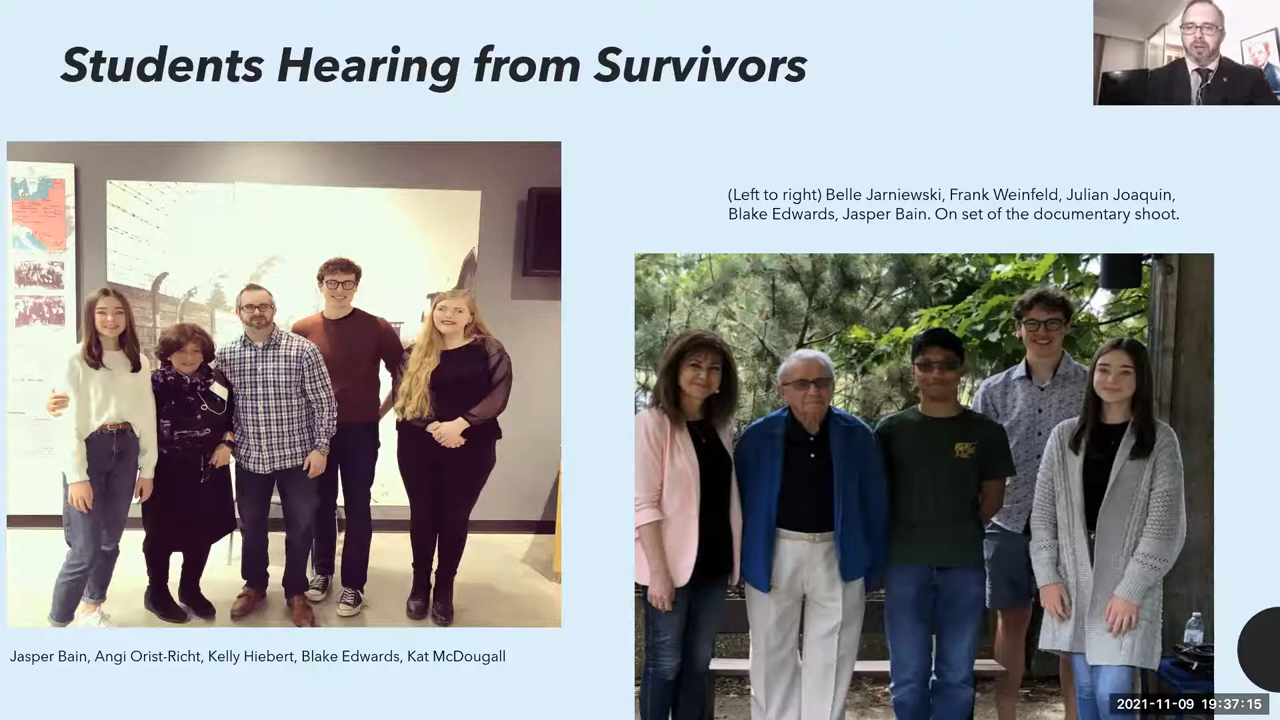 Students Hearing from Survivors
(Left to right) Belle Jarniewski, Frank Weinfeld, Julian Joaquin,
Blake Edwards, Jasper Bain. On set of the documentary shoot.
Jasper Bain, Angi Orist-Richt, Kelly Hiebert, Blake Edwards, Kat McDougall
2021-11-09 19:37:15